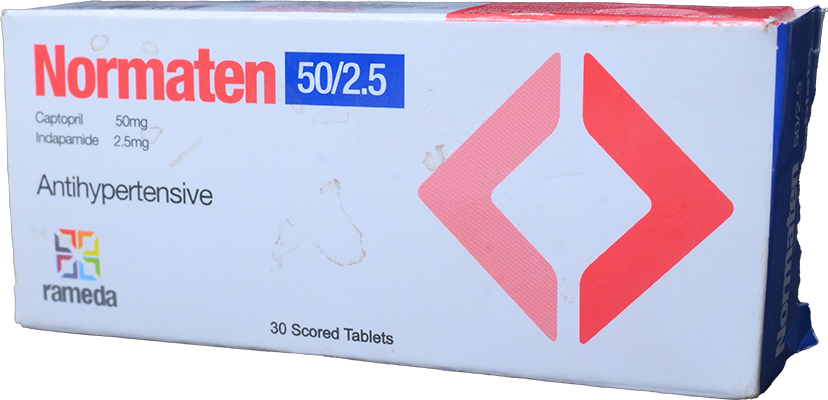 Normaten 50/2.5
Captopril 50mg
Indapamide 2.5mg
Antihypertensive
rameda
30 Scored Tablets
Normaten 50/2.5